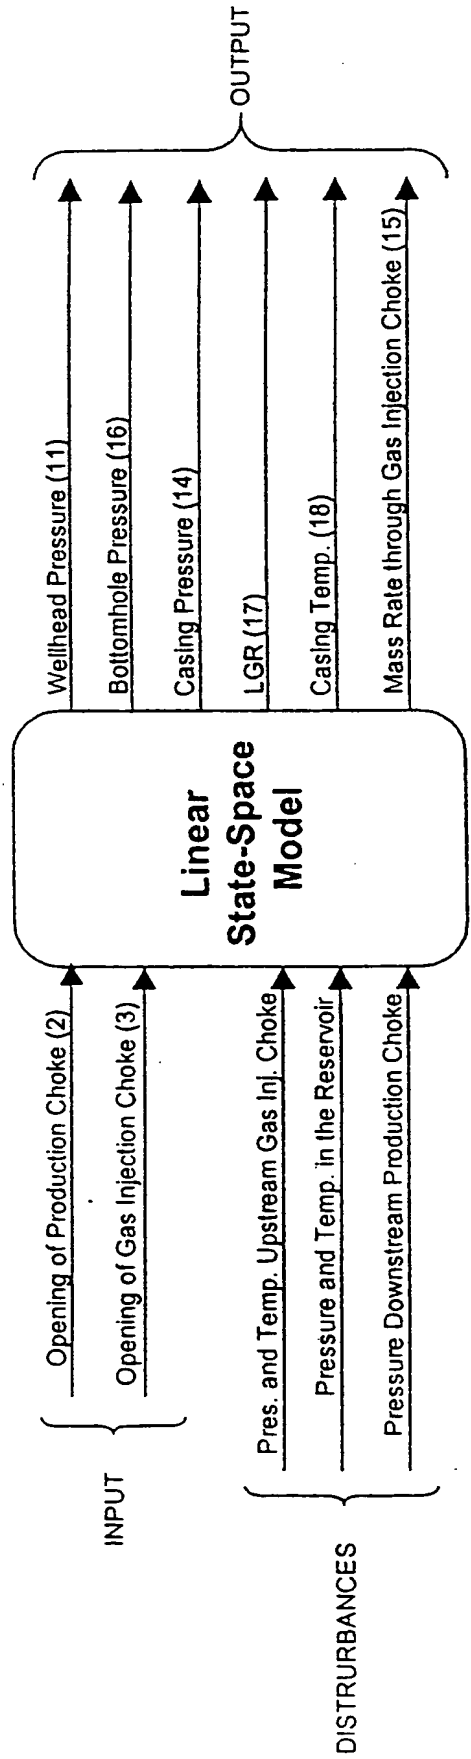 INPUT
Opening of Production Choke (2)
Opening of Gas Injection Choke (3)
DISTRURBANCES
Pres. and Temp. Upstream Gas Inj. Choke
Pressure and Temp. in the Reservoir
Pressure Downstream Production Choke
Linear
State-Space
Model
Wellhead Pressure (11)
Bottomhole Pressure (16)
Casing Pressure (14)
LGR (17)
Casing Temp. (18)
Mass Rate through Gas Injection Choke (15)
OUTPUT